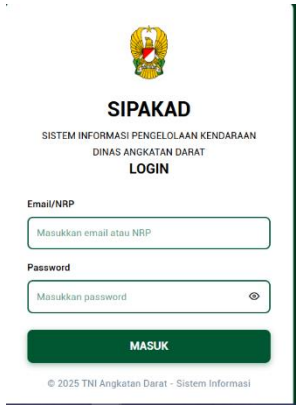 SIPAKAD
SISTEM INFORMASI PENGELOLAAN KENDARAAN
DINAS ANGKATAN DARAT
LOGIN
Email/NRP
Masukkan email atau NRP
Password
Masukkan password
MASUK
© 2025 TNI Angkatan Darat - Sistem Informasi